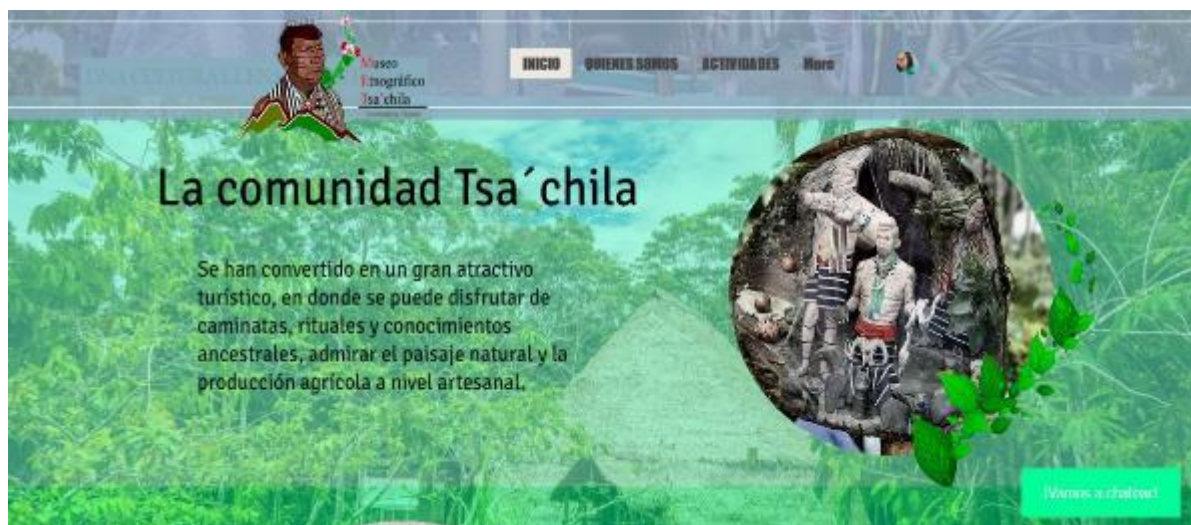 Museo
Etnográfico
Tsa´chila
INICIO QUIENES SOMOS ACTIVIDADES More
La comunidad Tsa´chila
Se han convertido en un gran atractivo
turístico, en donde se puede disfrutar de
caminatas, rituales y conocimientos
ancestrales, admirar el paisaje natural y la
producción agrícola a nivel artesanal.
¡Vamos a chatear!